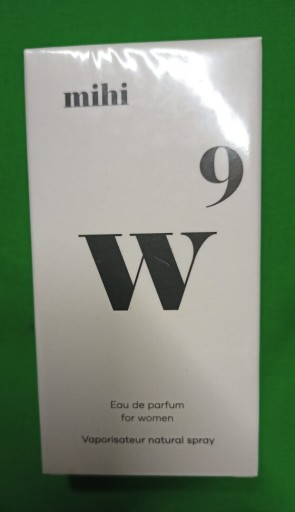 mihi
9
W
Eau de parfum
for women
Vaporisateur natural spray